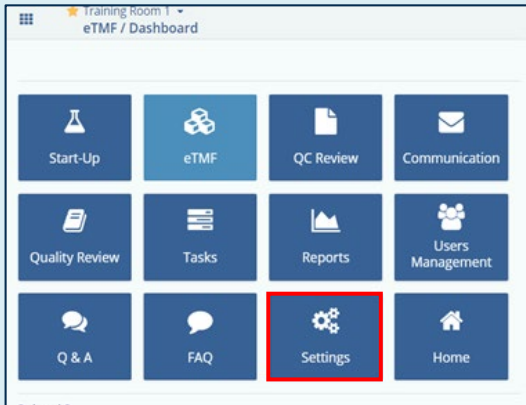 Training Room 1
eTMF / Dashboard
Start-Up
eTMF
QC Review
Communication
Quality Review
Tasks
Reports
Users
Management
Q & A
FAQ
Settings
Home